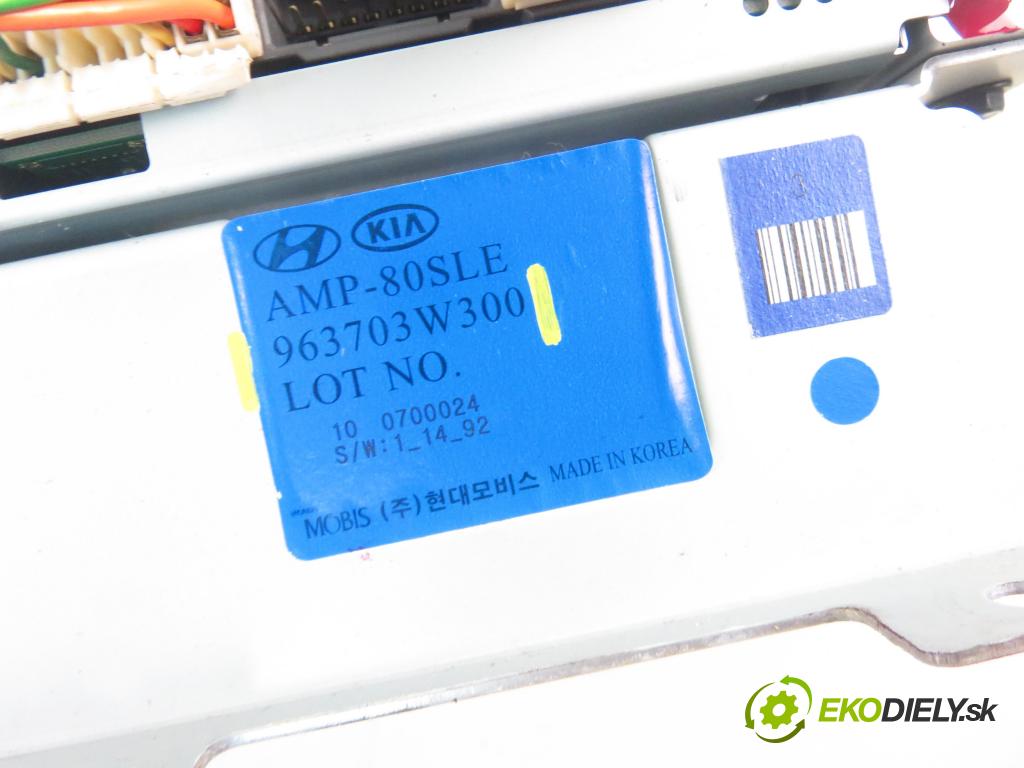 KIA
AMP-80SLE
963703W300
LOT NO.
10 0700024
S/W:1_14_92
MOBIS (주)현대모비스 MADE IN KOREA
EKODIELY.sk